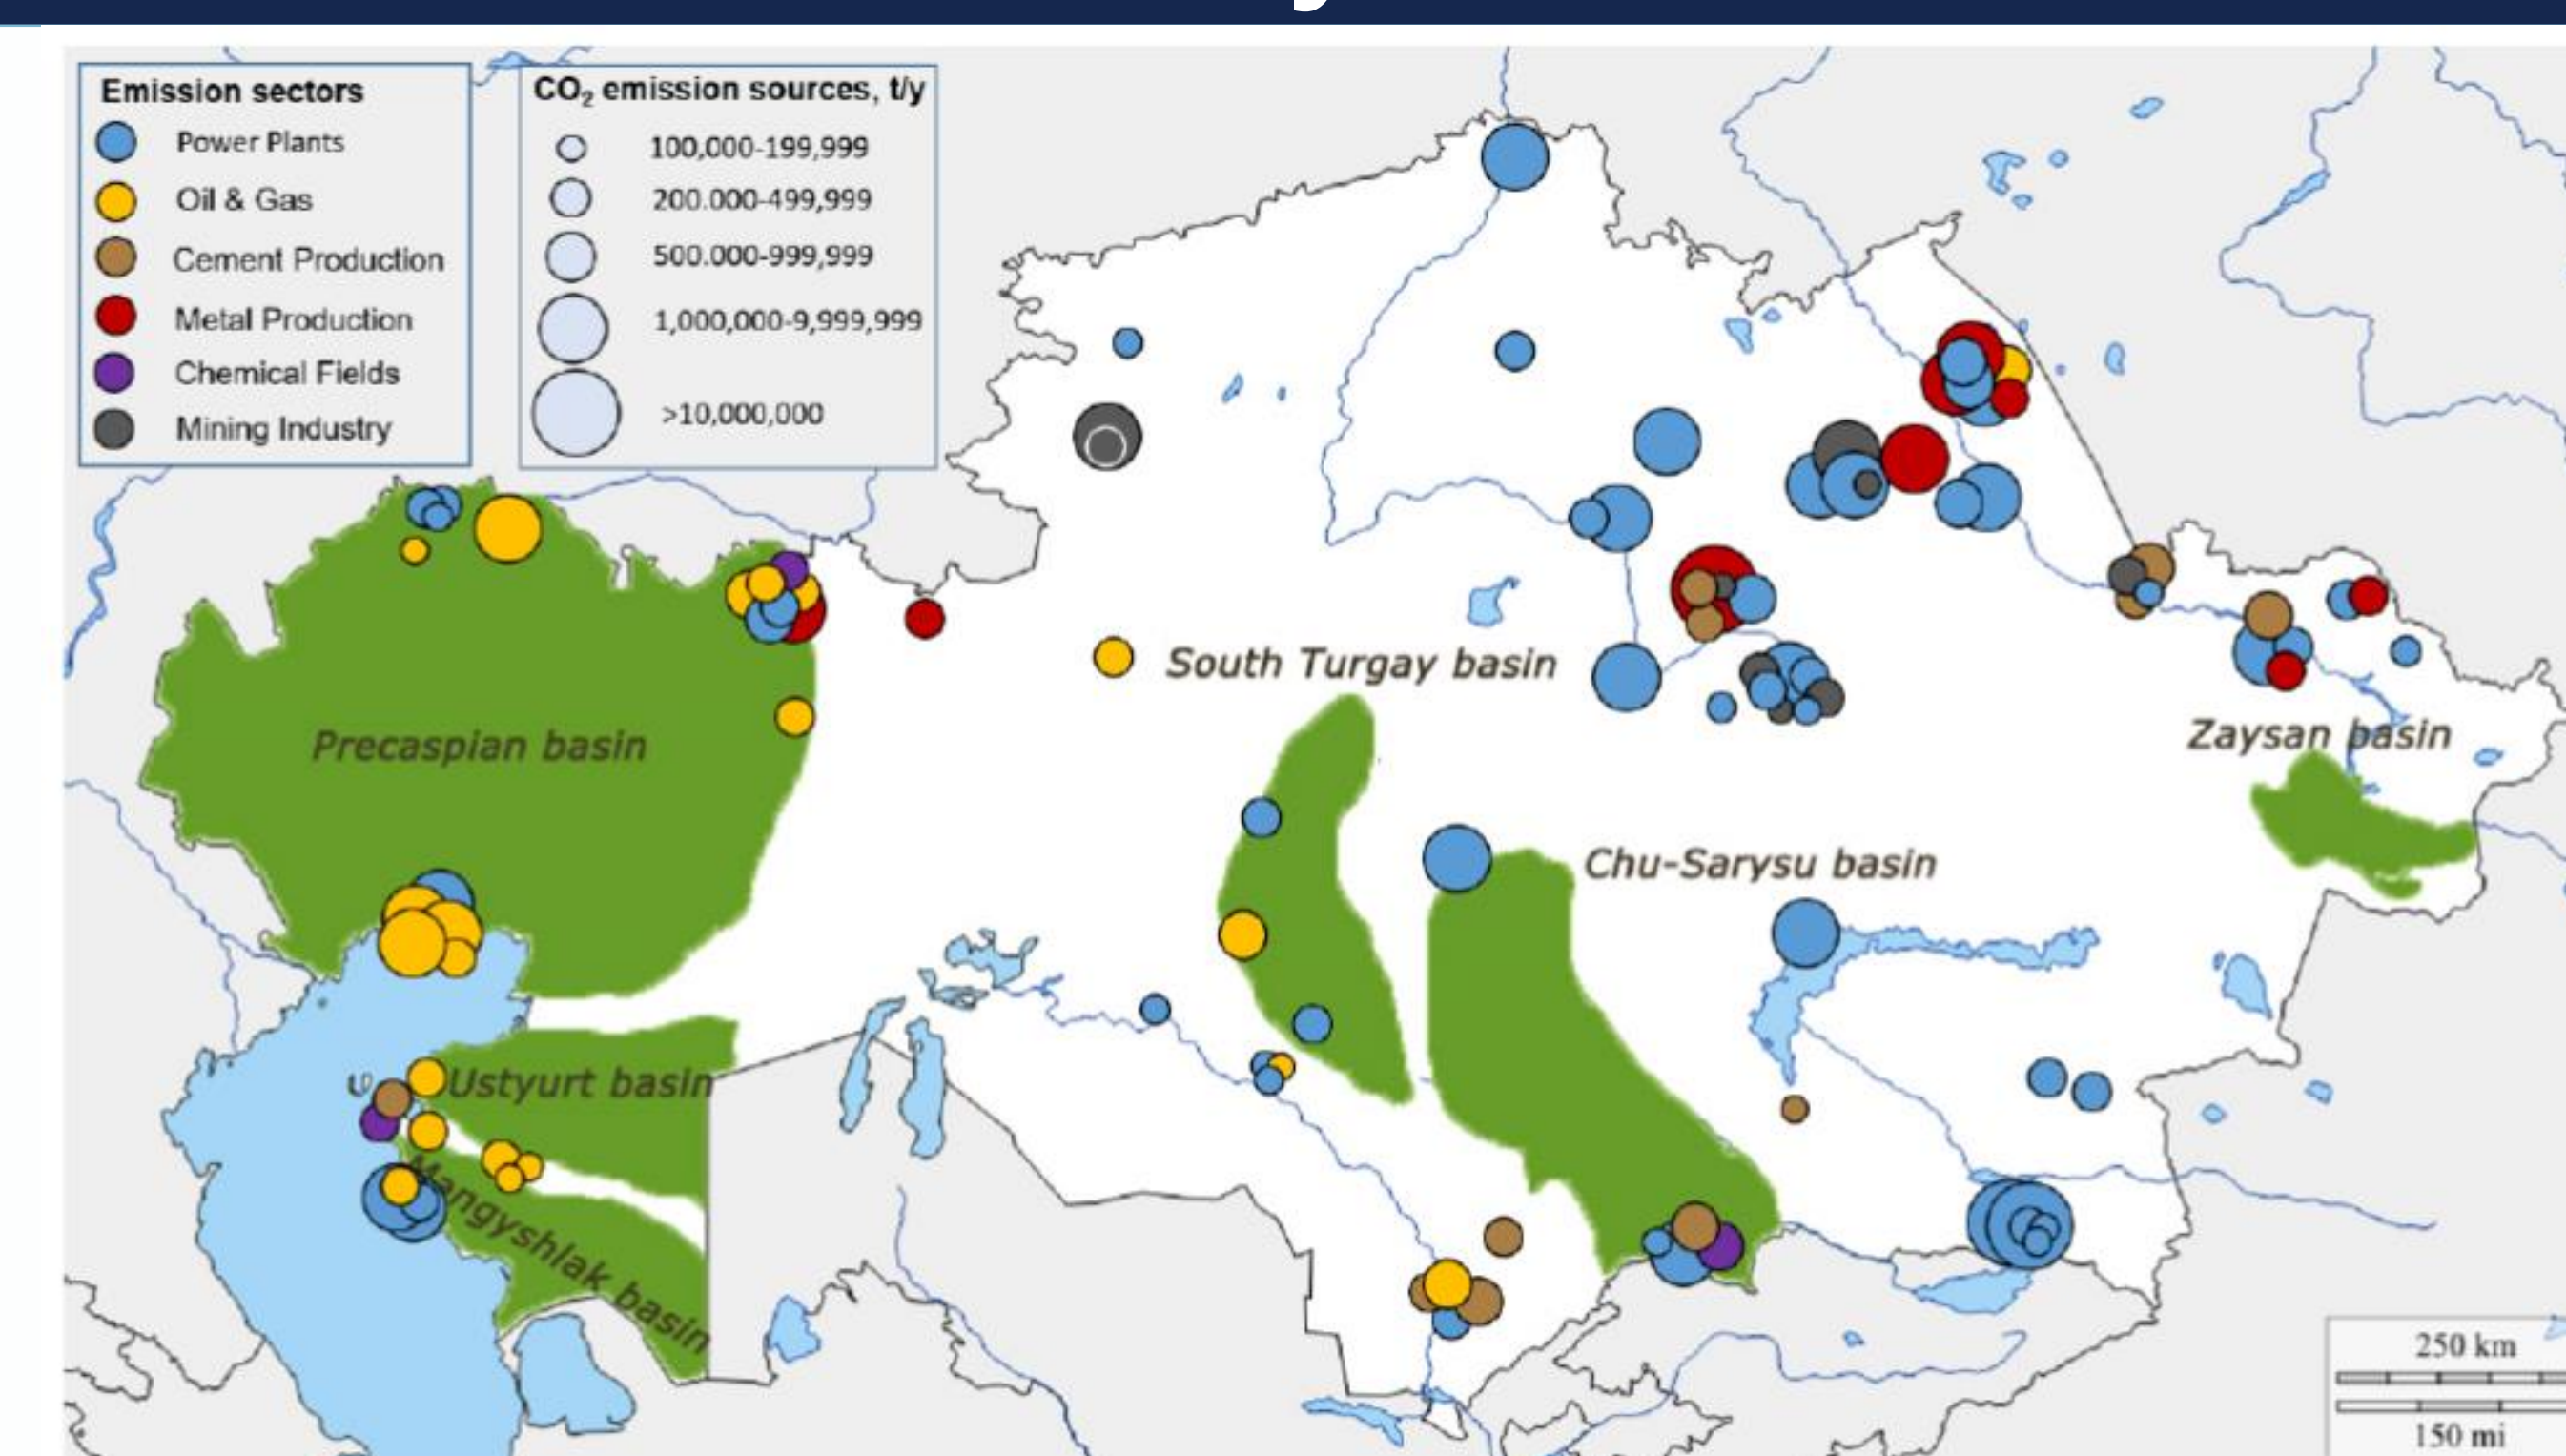 Emission sectors
Power Plants
Oil & Gas
Cement Production
Metal Production
Chemical Fields
Mining Industry
CO₂ emission sources, t/y
100,000-199,999
200.000-499,999
500.000-999,999
1,000,000-9,999,999
>10,000,000
South Turgay basin
Precaspian basin
Zaysan basin
Chu-Sarysu basin
Ustyurt basin
Mangyshlak basin
250 km
150 mi